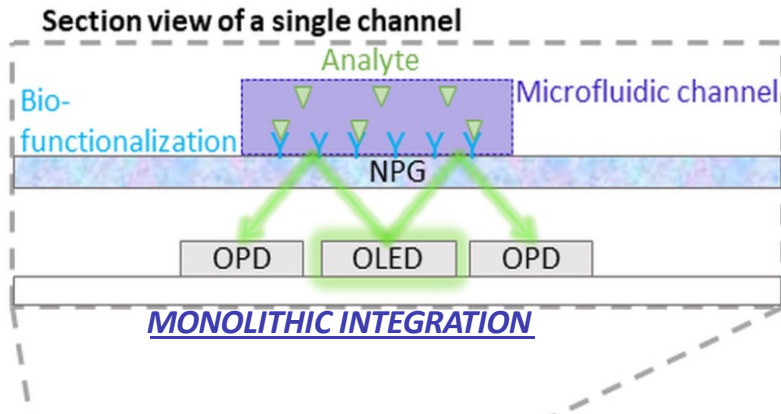 Section view of a single channel
Analyte
Bio-
functionalization
Microfluidic channel
NPG
OPD
OLED
OPD
MONOLITHIC INTEGRATION